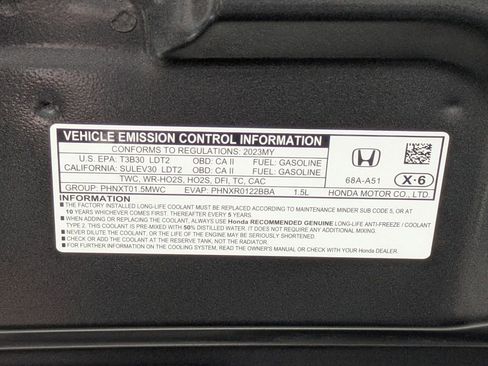 VEHICLE EMISSION CONTROL INFORMATION
CONFORMS TO REGULATIONS: 2023MY
U.S. EPA: T3B30 LDT2 OBD: CA II FUEL: GASOLINE
CALIFORNIA: SULEV30 LDT2 OBD: CA II FUEL: GASOLINE
TWC, WR-HO2S, HO2S, DFI, TC, CAC
GROUP: PHNXT01.5MWC EVAP: PHNXR0122BBA 1.5L
68A-A51 X-6
HONDA MOTOR CO., LTD.
■ LONG-LIFE COOLANT MUST BE REPLACED ACCORDING TO MAINTENANCE MINDER SUB CODE 5, OR AT
10 YEARS WHICHEVER COMES FIRST. THEREAFTER EVERY 5 YEARS.
■ WHEN ADDING OR REPLACING THE COOLANT, ALWAYS USE Honda RECOMMENDED GENUINE LONG-LIFE ANTI-FREEZE / COOLANT
TYPE 2. THIS COOLANT IS PRE-MIXED WITH 50% DISTILLED WATER. IT DOES NOT REQUIRE ANY ADDITIONAL MIXING.
■ NEVER DILUTE THE COOLANT, OR THE LIFE OF THE ENGINE MAY BE SERIOUSLY SHORTENED.
■ CHECK OR ADD THE COOLANT AT THE RESERVE TANK, NOT THE RADIATOR.
■ FOR FURTHER INFORMATION ON THE COOLING SYSTEM, READ THE OWNER'S MANUAL OR CHECK WITH YOUR Honda DEALER.